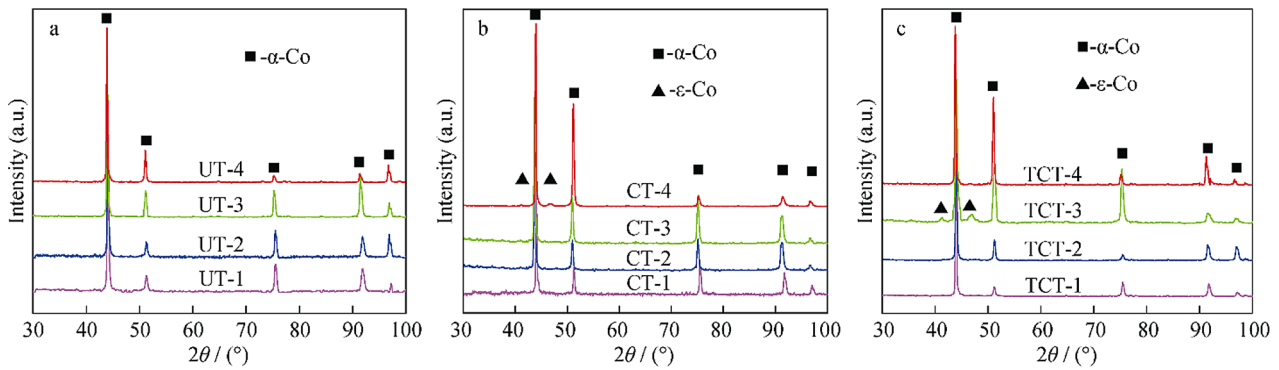 a
■-α-Co
UT-4
UT-3
UT-2
UT-1
Intensity (a.u.)
30 40 50 60 70 80 90 100
2θ / (°)
b
■-α-Co
▲-ε-Co
CT-4
CT-3
CT-2
CT-1
Intensity (a.u.)
30 40 50 60 70 80 90 100
2θ / (°)
c
■-α-Co
▲-ε-Co
TCT-4
TCT-3
TCT-2
TCT-1
Intensity (a.u.)
30 40 50 60 70 80 90 100
2θ / (°)